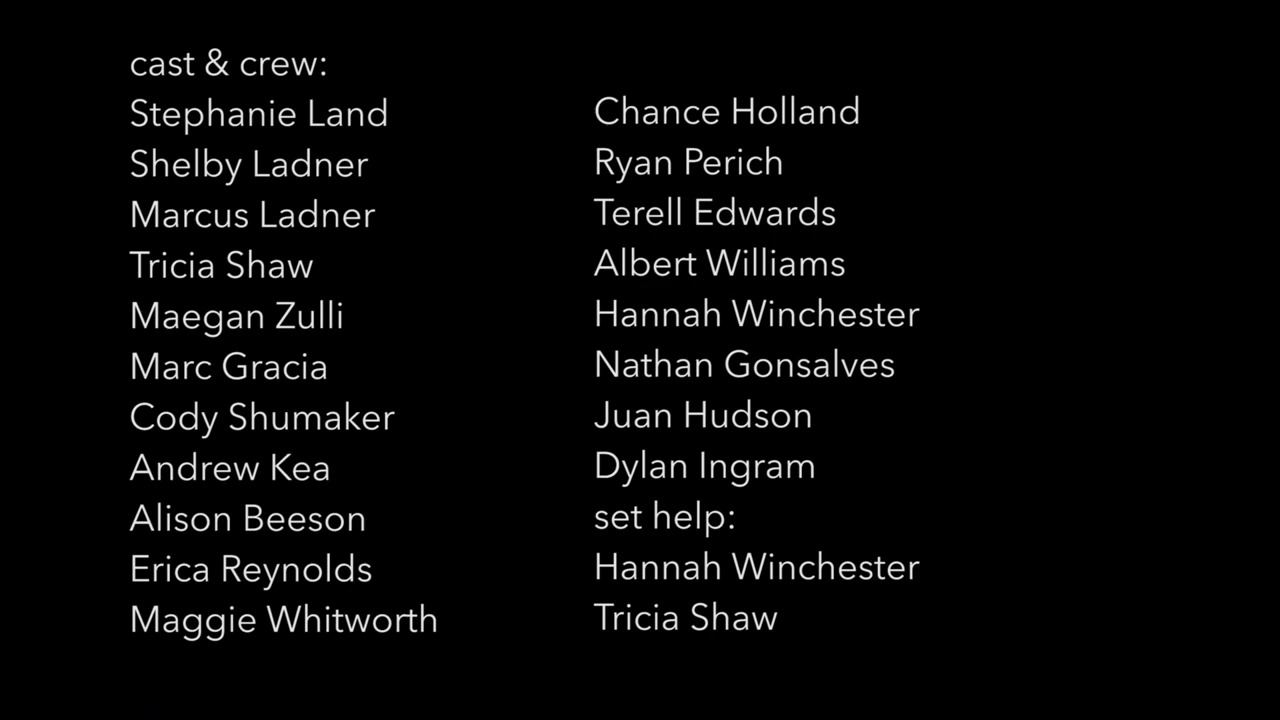 cast & crew:
Stephanie Land
Shelby Ladner
Marcus Ladner
Tricia Shaw
Maegan Zulli
Marc Gracia
Cody Shumaker
Andrew Kea
Alison Beeson
Erica Reynolds
Maggie Whitworth
Chance Holland
Ryan Perich
Terell Edwards
Albert Williams
Hannah Winchester
Nathan Gonsalves
Juan Hudson
Dylan Ingram
set help:
Hannah Winchester
Tricia Shaw